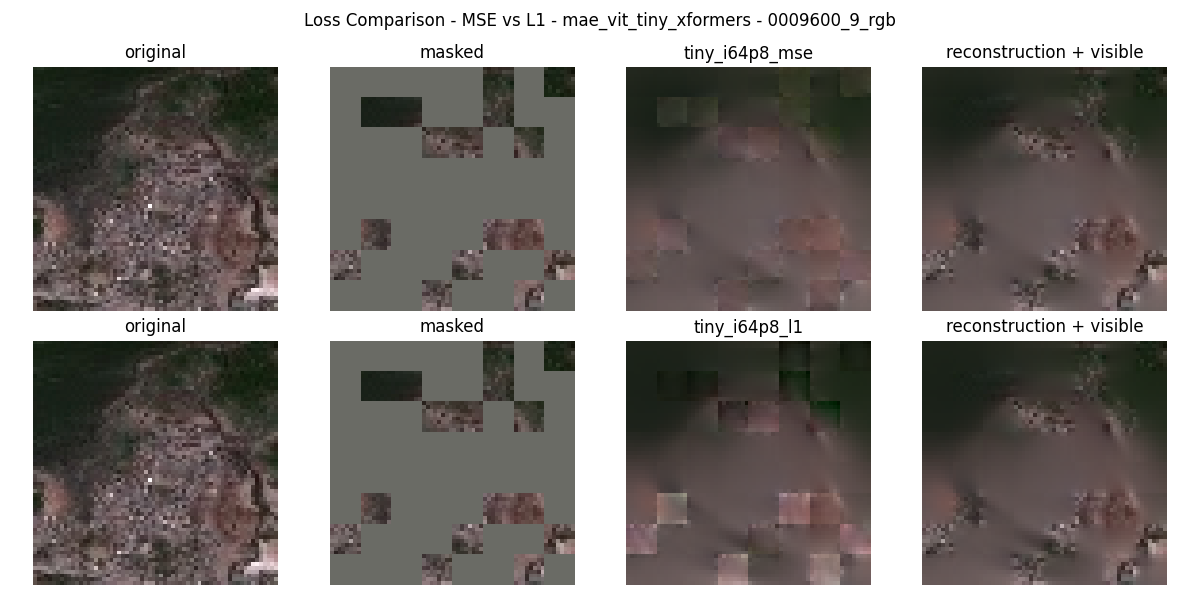 Loss Comparison - MSE vs L1 - mae_vit_tiny_xformers - 0009600_9_rgb
original masked tiny_i64p8_mse reconstruction + visible
original masked tiny_i64p8_l1 reconstruction + visible